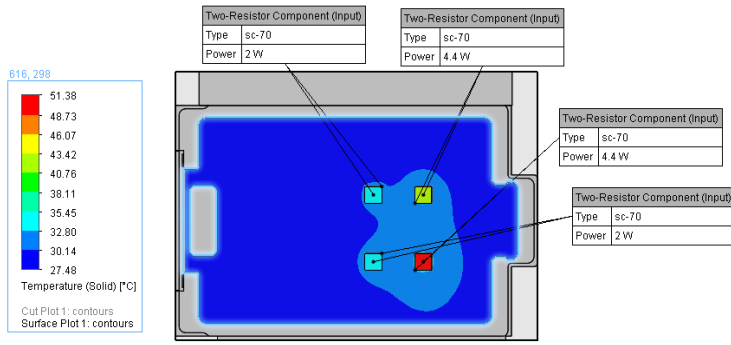 Two-Resistor Component (Input)
Type sc-70
Power 2 W
Two-Resistor Component (Input)
Type sc-70
Power 4.4 W
616, 298
51.38
48.73
46.07
43.42
40.76
38.11
35.45
32.80
30.14
27.48
Temperature (Solid) [°C]
Cut Plot 1: contours
Surface Plot 1: contours
Two-Resistor Component (Input)
Type sc-70
Power 4.4 W
Two-Resistor Component (Input)
Type sc-70
Power 2 W